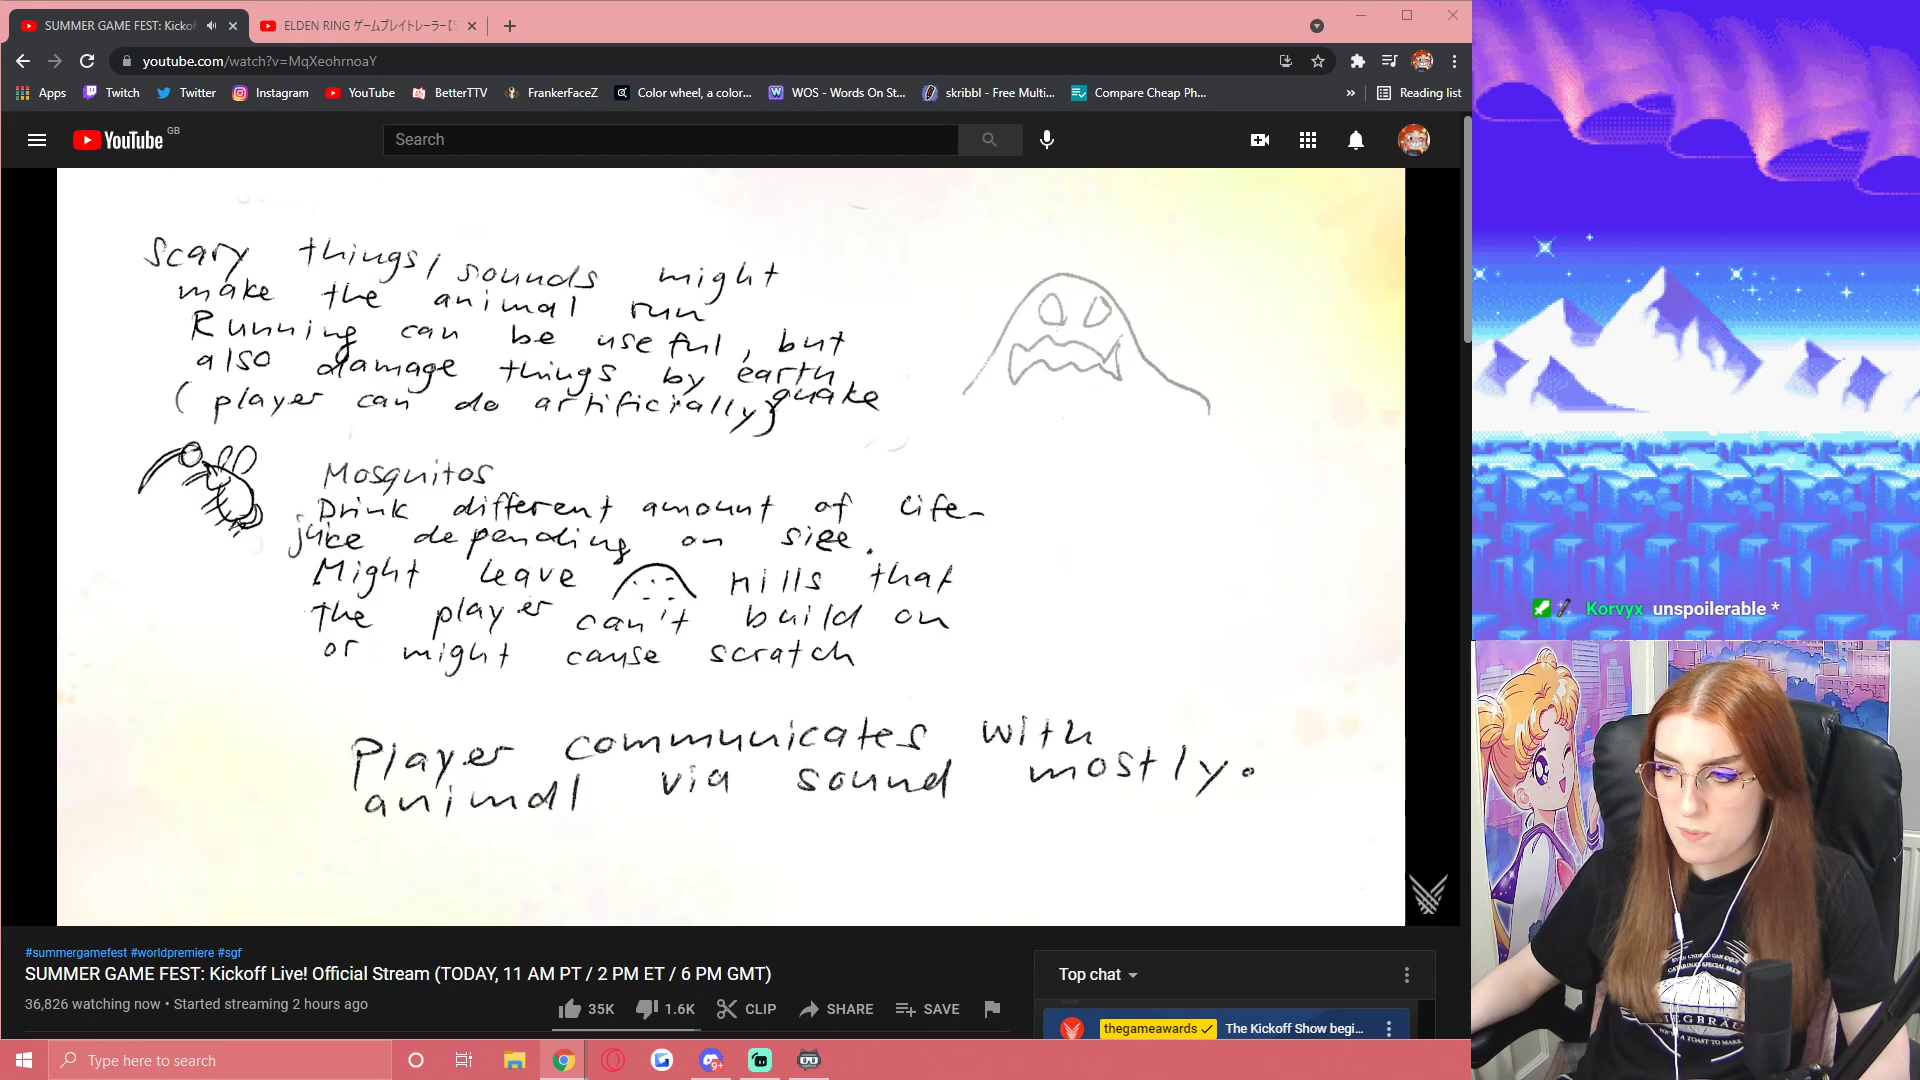 SUMMER GAME FEST: Kickof
ELDEN RING ゲームプレイトレーラー【S
youtube.com/watch?v=MqXeohrnoaY
Apps Twitch Twitter Instagram YouTube BetterTTV FrankerFaceZ Color wheel, a color... WOS - Words On St... skribbl - Free Multi... Compare Cheap Ph... » Reading list
YouTube GB
Search
Scary things/sounds might
make the animal run
Running can be useful, but
also damage things by earth
quake
(player can do artificially)
Mosquitos
Drink different amount of life-
juice depending on size.
Might leave hills that
the player can't build on
or might cause scratch
Player communicates with
animal via sound mostly.
Korvyx unspoilerable *
#summergamefest #worldpremiere #sgf
SUMMER GAME FEST: Kickoff Live! Official Stream (TODAY, 11 AM PT / 2 PM ET / 6 PM GMT)
36,826 watching now • Started streaming 2 hours ago
35K 1.6K CLIP SHARE SAVE
Top chat
thegameawards The Kickoff Show begi...
Type here to search
9+